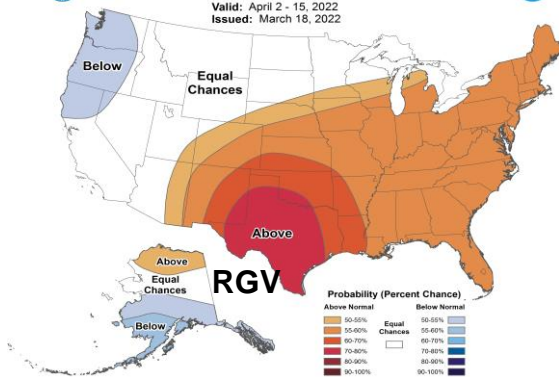 Valid: April 2 - 15, 2022
Issued: March 18, 2022
Below
Equal
Chances
Above
Above
Equal
Chances
Below
RGV
Probability (Percent Chance)
Above Normal
Below Normal
50-55%
55-60%
60-70%
70-80%
80-90%
90-100%
Equal
Chances
50-55%
55-60%
60-70%
70-80%
80-90%
90-100%